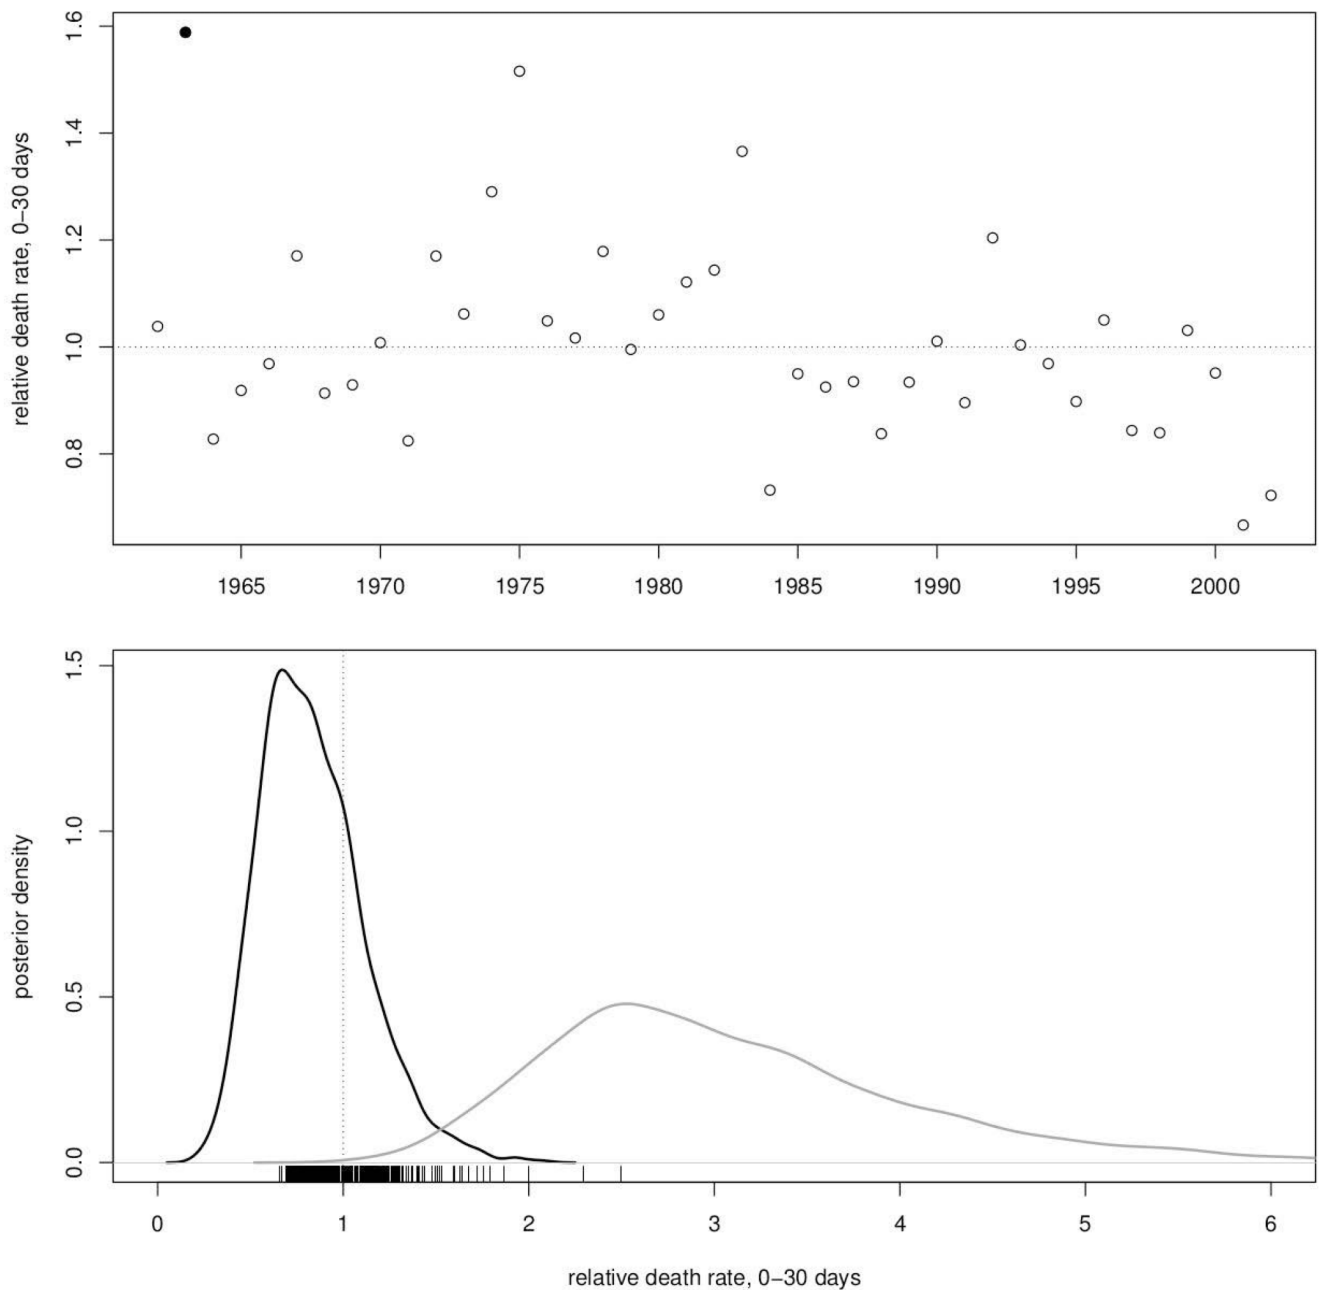 relative death rate, 0–30 days
1.6
1.4
1.2
1.0
0.8
1965 1970 1975 1980 1985 1990 1995 2000
posterior density
1.5
1.0
0.5
0.0
0 1 2 3 4 5 6
relative death rate, 0–30 days